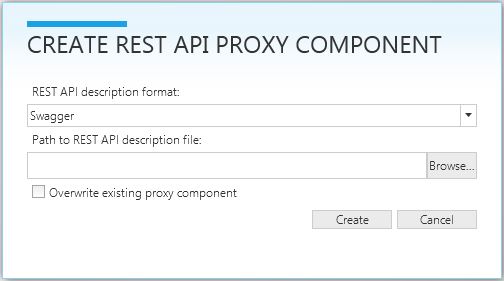 CREATE REST API PROXY COMPONENT
REST API description format:
Swagger
Path to REST API description file:
Browse...
Overwrite existing proxy component
Create Cancel